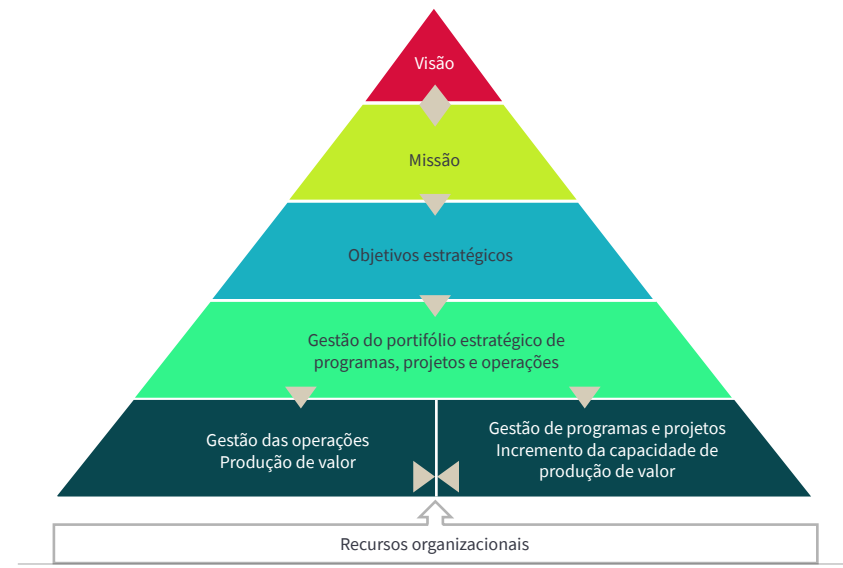 Visão
Missão
Objetivos estratégicos
Gestão do portifólio estratégico de
programas, projetos e operações
Gestão das operações
Produção de valor
Gestão de programas e projetos
Incremento da capacidade de
produção de valor
Recursos organizacionais